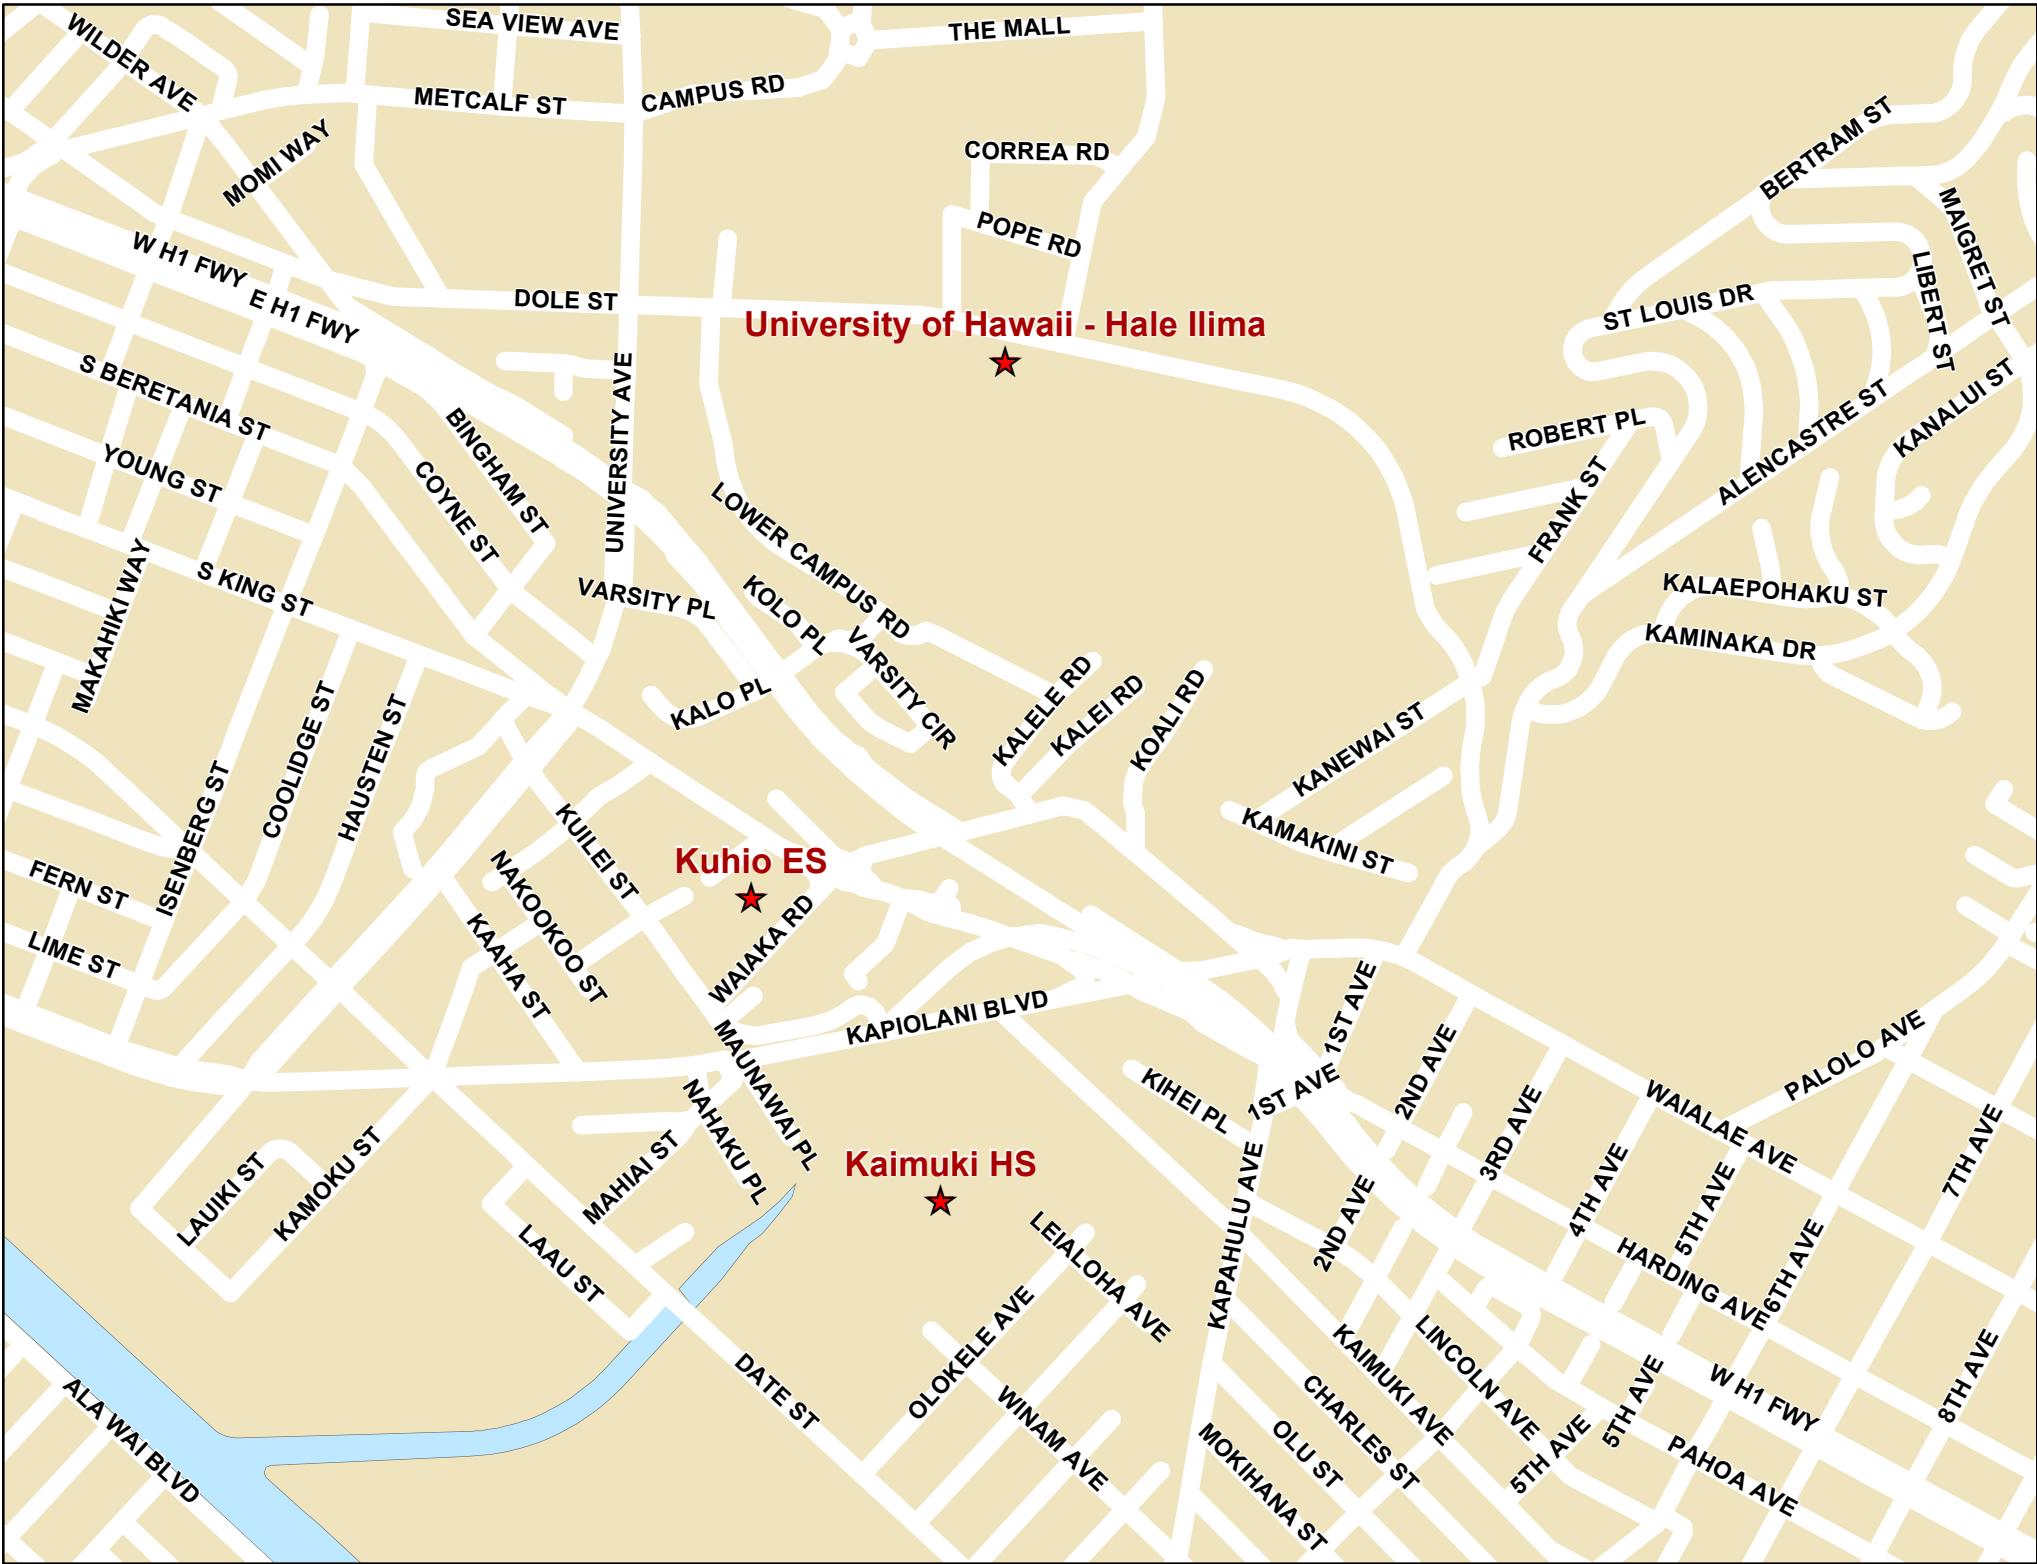 SEA VIEW AVE
THE MALL
WILDER AVE
METCALF ST
CAMPUS RD
MOMI WAY
CORREA RD
BERTRAM ST
POPE RD
MAIGRET ST
W H1 FWY
E H1 FWY
DOLE ST
University of Hawaii - Hale Ilima
ST LOUIS DR
LIBERT ST
S BERETANIA ST
UNIVERSITY AVE
BINGHAM ST
ROBERT PL
ALENCASTRE ST
KANALUI ST
YOUNG ST
COYNE ST
LOWER CAMPUS RD
FRANK ST
MAKAHIKI WAY
S KING ST
VARSITY PL
KOLO PL
VARSITY CIR
KALAEPOHAKU ST
KAMINAKA DR
KALO PL
KALELE RD
KALEI RD
KOALI RD
KANEWAI ST
COOLIDGE ST
HAUSTEN ST
ISENBERG ST
KUILEI ST
KAMAKINI ST
Kuhio ES
FERN ST
NAKOOKOO ST
WAIAKA RD
LIME ST
KAAHA ST
KAPIOLANI BLVD
1ST AVE
MAUNAWAI PL
2ND AVE
PALOLO AVE
KIHEI PL
1ST AVE
NAHAKU PL
3RD AVE
WAIALAE AVE
7TH AVE
MAHIAI ST
Kaimuki HS
LAUIKI ST
KAMOKU ST
KAPAHULU AVE
2ND AVE
4TH AVE
5TH AVE
LAAU ST
LEIALOHA AVE
HARDING AVE
6TH AVE
OLOKELE AVE
KAIMUKI AVE
LINCOLN AVE
5TH AVE
W H1 FWY
8TH AVE
ALA WAI BLVD
DATE ST
WINAM AVE
CHARLES ST
OLU ST
MOKIHANA ST
5TH AVE
PAHOA AVE